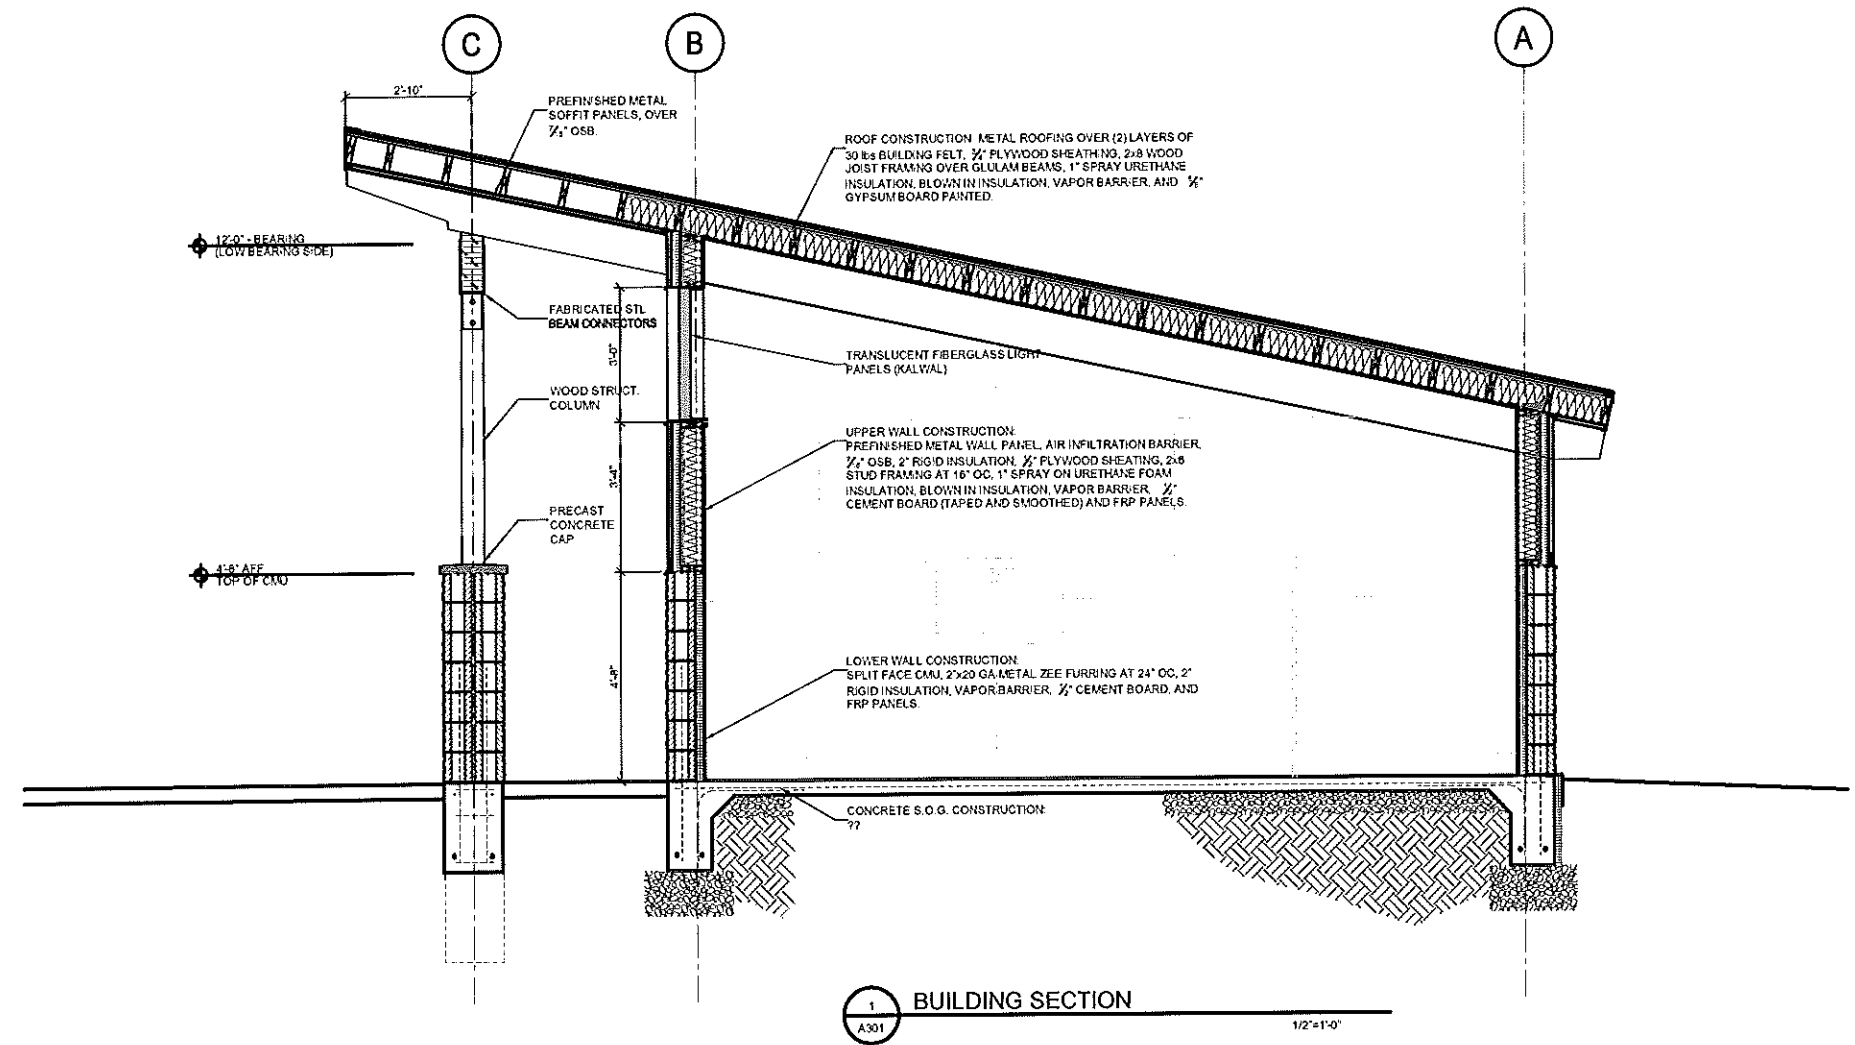 C
B
A
2'-10"
PREFINISHED METAL
SOFFIT PANELS, OVER
OSB.
ROOF CONSTRUCTION METAL ROOFING OVER (2) LAYERS OF
30 lbs BUILDING FELT, PLYWOOD SHEATHING, 2x8 WOOD
JOIST FRAMING OVER GLULAM BEAMS, 1" SPRAY URETHANE
INSULATION, BLOWN IN INSULATION, VAPOR BARRIER, AND
GYPSUM BOARD PAINTED.
12'-0" - BEARING
(LOW BEARING SIDE)
FABRICATED STL
BEAM CONNECTORS
3'-0"
TRANSLUCENT FIBERGLASS LIGHT
PANELS (KALWAL)
WOOD STRUCT.
COLUMN
UPPER WALL CONSTRUCTION:
PREFINISHED METAL WALL PANEL, AIR INFILTRATION BARRIER,
OSB, 2" RIGID INSULATION, ½" PLYWOOD SHEATING, 2x6
STUD FRAMING AT 16" OC, 1" SPRAY ON URETHANE FOAM
INSULATION, BLOWN IN INSULATION, VAPOR BARRIER, ½"
CEMENT BOARD (TAPED AND SMOOTHED) AND FRP PANELS.
3'-4"
PRECAST
CONCRETE
CAP
4'-8" AFF
TOP OF CMU
4'-8"
LOWER WALL CONSTRUCTION:
SPLIT FACE CMU, 2"x20 GA METAL ZEE FURRING AT 24" OC, 2"
RIGID INSULATION, VAPOR BARRIER, ½" CEMENT BOARD, AND
FRP PANELS.
CONCRETE S.O.G. CONSTRUCTION:
??
1
A301
BUILDING SECTION
1/2"=1'-0"